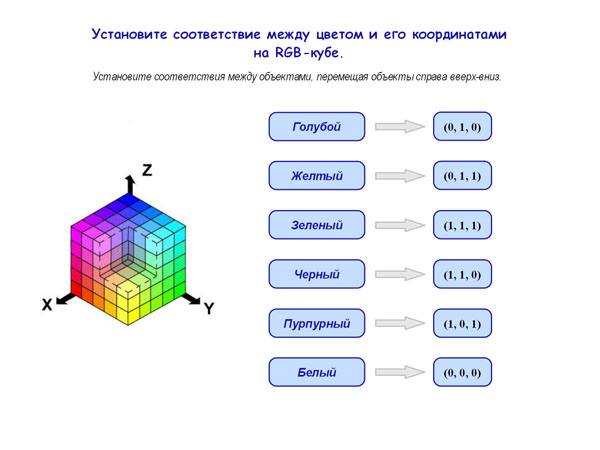 Установите соответствие между цветом и его координатами
на RGB-кубе.
Установите соответствия между объектами, перемещая объекты справа вверх-вниз.
Z
X
Y
Голубой (0, 1, 0)
Желтый (0, 1, 1)
Зеленый (1, 1, 1)
Черный (1, 1, 0)
Пурпурный (1, 0, 1)
Белый (0, 0, 0)